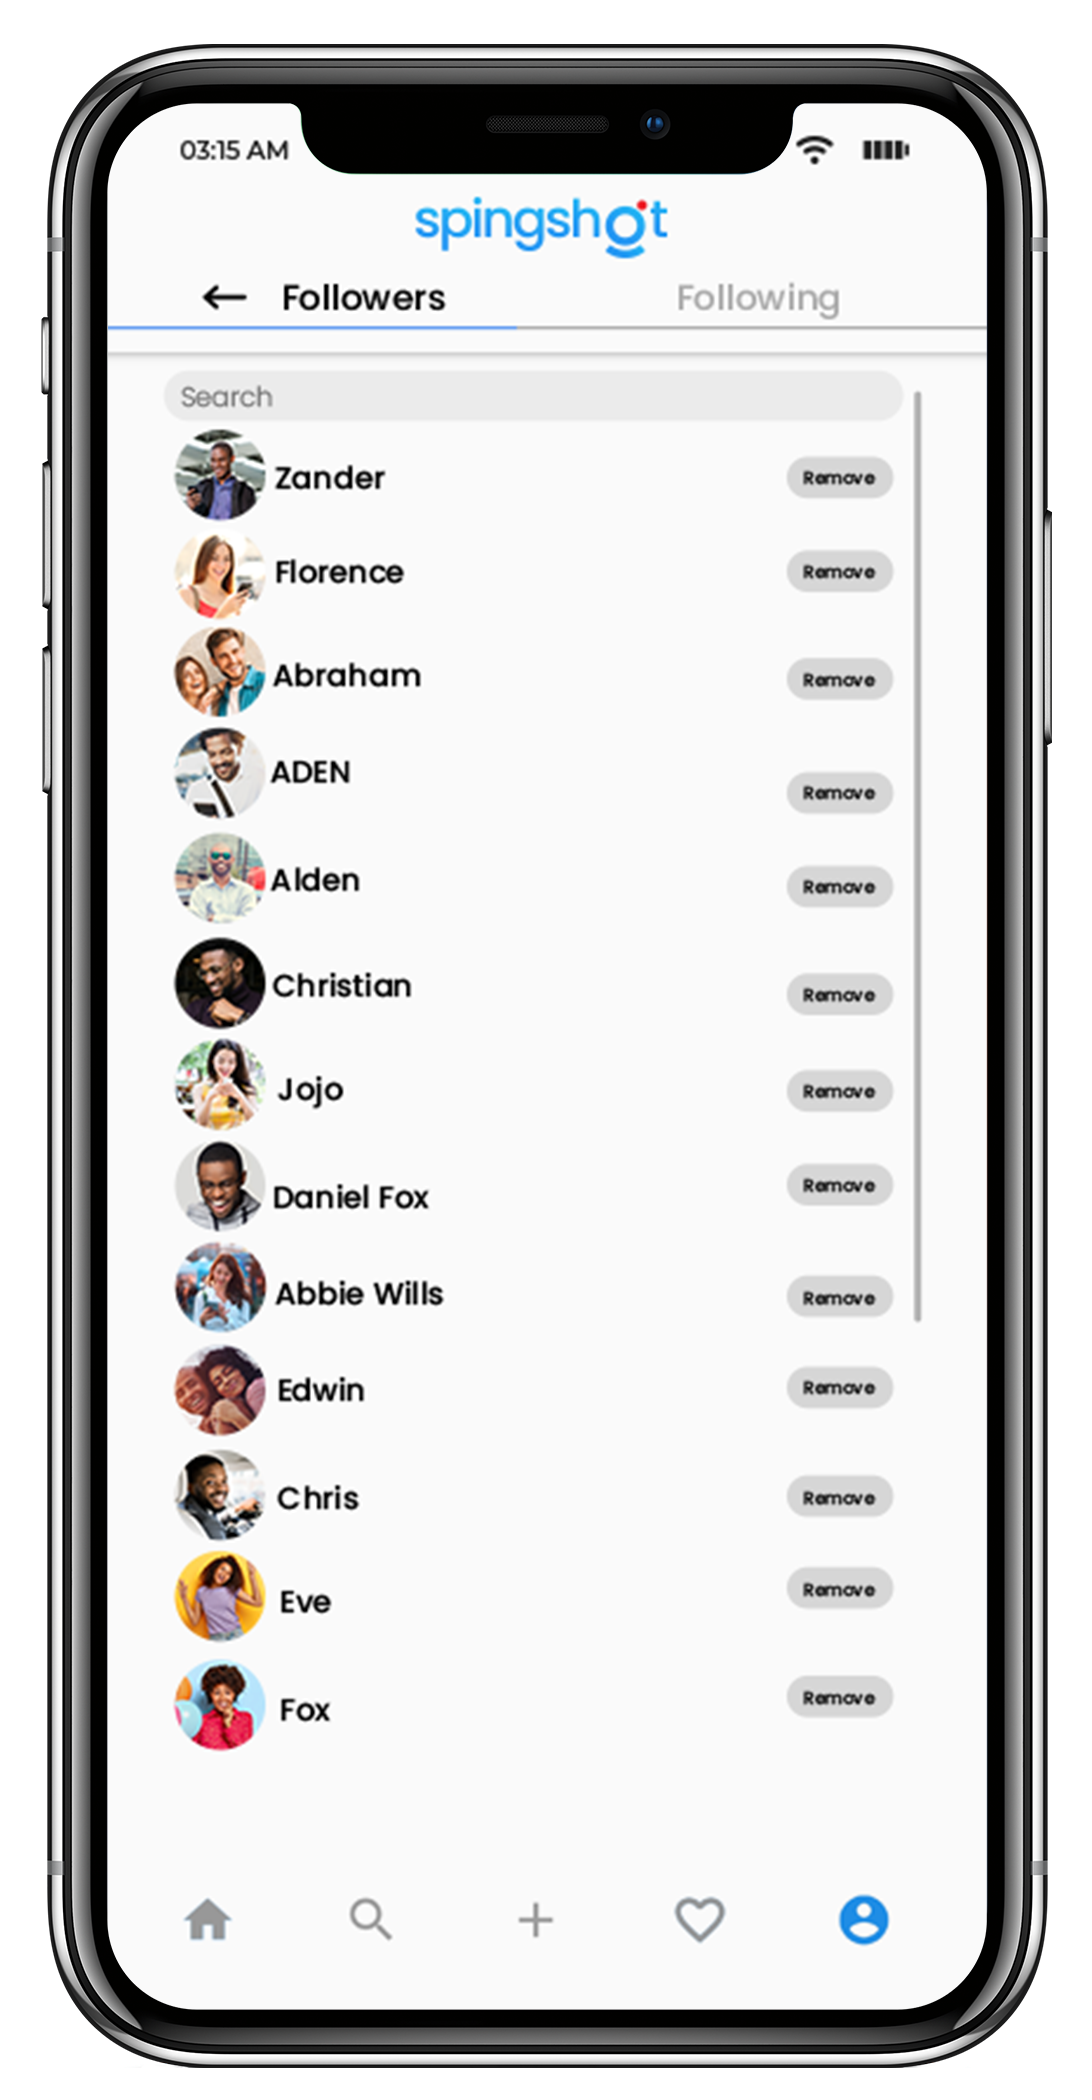 03:15 AM
spingshot
Followers
Following
Search
Zander
Remove
Florence
Remove
Abraham
Remove
ADEN
Remove
Alden
Remove
Christian
Remove
Jojo
Remove
Daniel Fox
Remove
Abbie Wills
Remove
Edwin
Remove
Chris
Remove
Eve
Remove
Fox
Remove